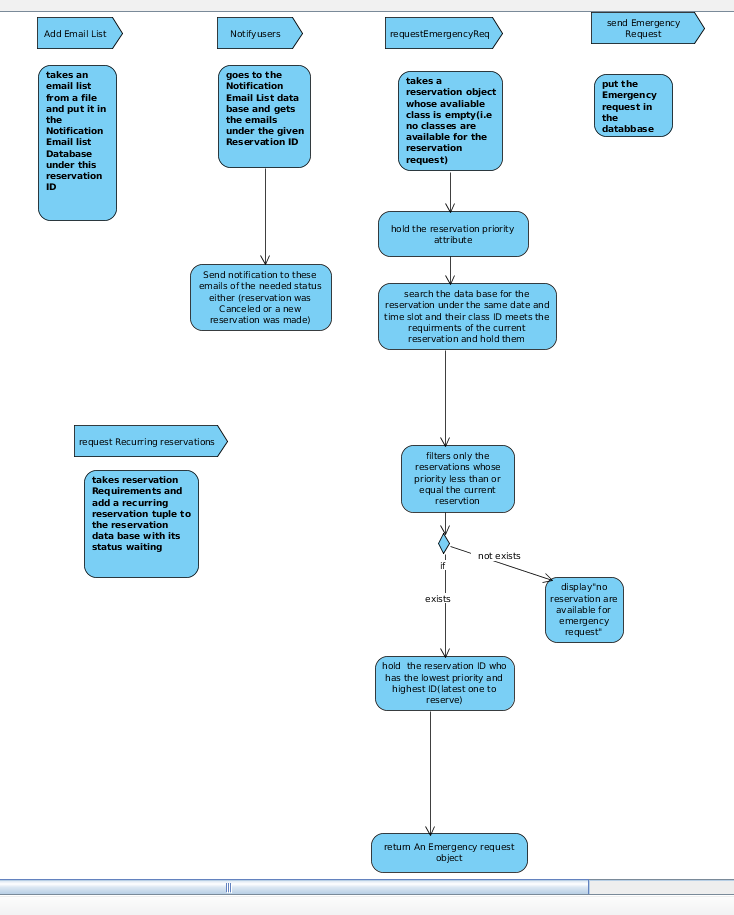 Add Email List
takes an
email list
from a file
and put it in
the
Notification
Email list
Database
under this
reservation
ID
Notifyusers
goes to the
Notification
Email List data
base and gets
the emails
under the given
Reservation ID
Send notification to these
emails of the needed status
either (reservation was
Canceled or a new
reservation was made)
requestEmergencyReq
takes a
reservation object
whose avaliable
class is empty(i.e
no classes are
available for the
reservation
request)
hold the reservation priority
attribute
search the data base for the
reservation under the same date and
time slot and their class ID meets the
requirments of the current
reservation and hold them
filters only the
reservations whose
priority less than or
equal the current
reservtion
if
not exists
exists
display"no
reservation are
available for
emergency
request"
hold  the reservation ID who
has the lowest priority and
highest ID(latest one to
reserve)
return An Emergency request
object
send Emergency
Request
put the
Emergency
request in
the
databbase
request Recurring reservations
takes reservation
Requirements and
add a recurring
reservation tuple to
the reservation
data base with its
status waiting